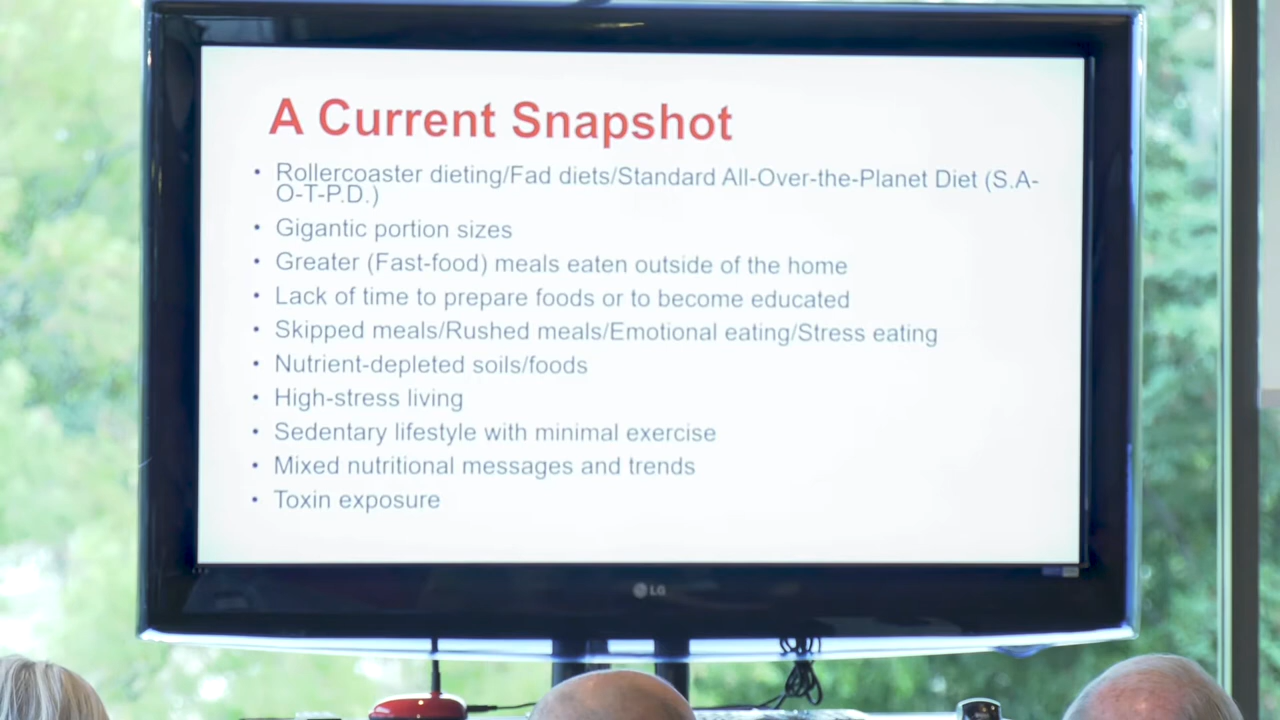 A Current Snapshot
• Rollercoaster dieting/Fad diets/Standard All-Over-the-Planet Diet (S.A-
O-T-P.D.)
• Gigantic portion sizes
• Greater (Fast-food) meals eaten outside of the home
• Lack of time to prepare foods or to become educated
• Skipped meals/Rushed meals/Emotional eating/Stress eating
• Nutrient-depleted soils/foods
• High-stress living
• Sedentary lifestyle with minimal exercise
• Mixed nutritional messages and trends
• Toxin exposure
LG